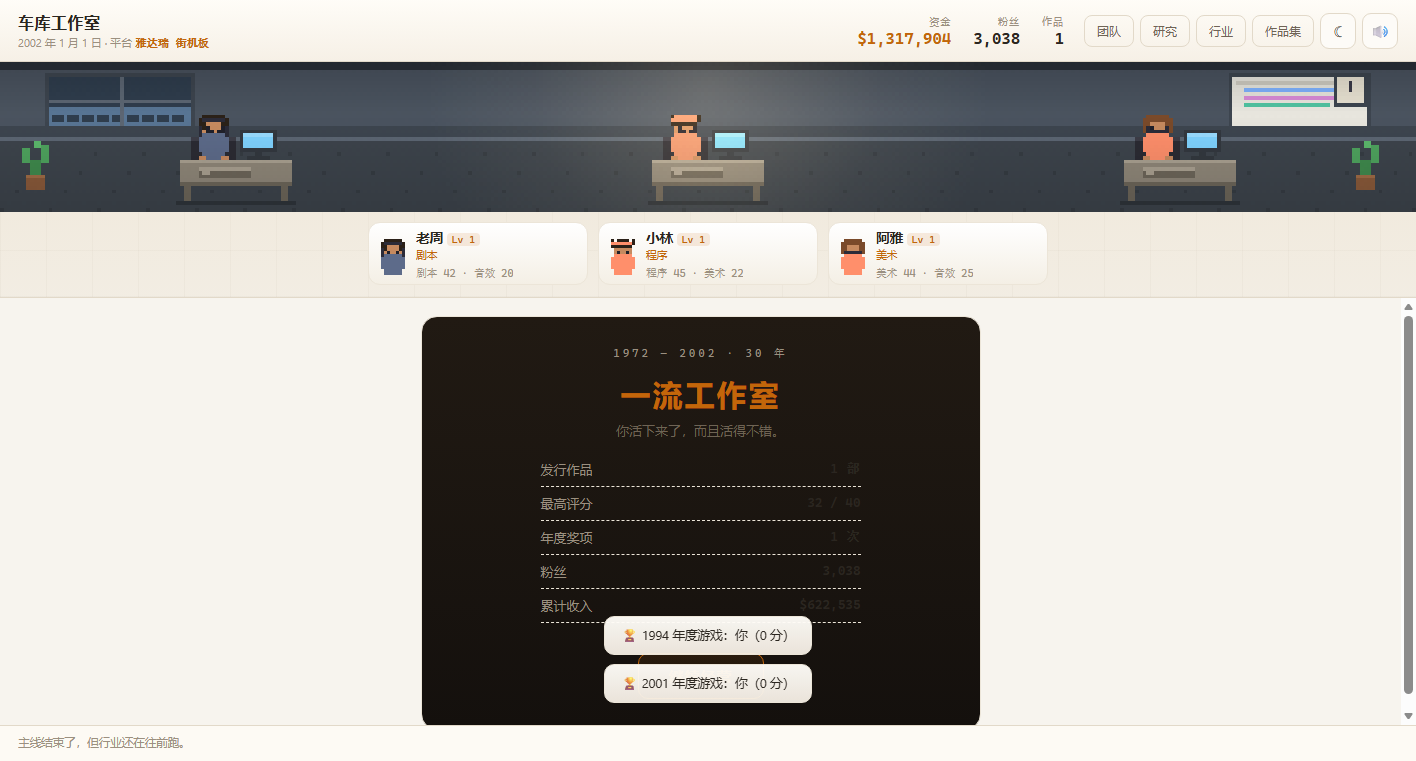 车库工作室
2002 年 1 月 1 日 · 平台 雅达瑞 街机板
资金
$1,317,904
粉丝
3,038
作品
1
团队
研究
行业
作品集
老周 Lv 1
剧本
剧本 42 · 音效 20
小林 Lv 1
程序
程序 45 · 美术 22
阿雅 Lv 1
美术
美术 44 · 音效 25
1972 — 2002 · 30 年
一流工作室
你活下来了，而且活得不错。
发行作品 1 部
最高评分 32 / 40
年度奖项 1 次
粉丝 3,038
累计收入 $622,535
1994 年度游戏：你（0 分）
2001 年度游戏：你（0 分）
主线结束了，但行业还在往前跑。